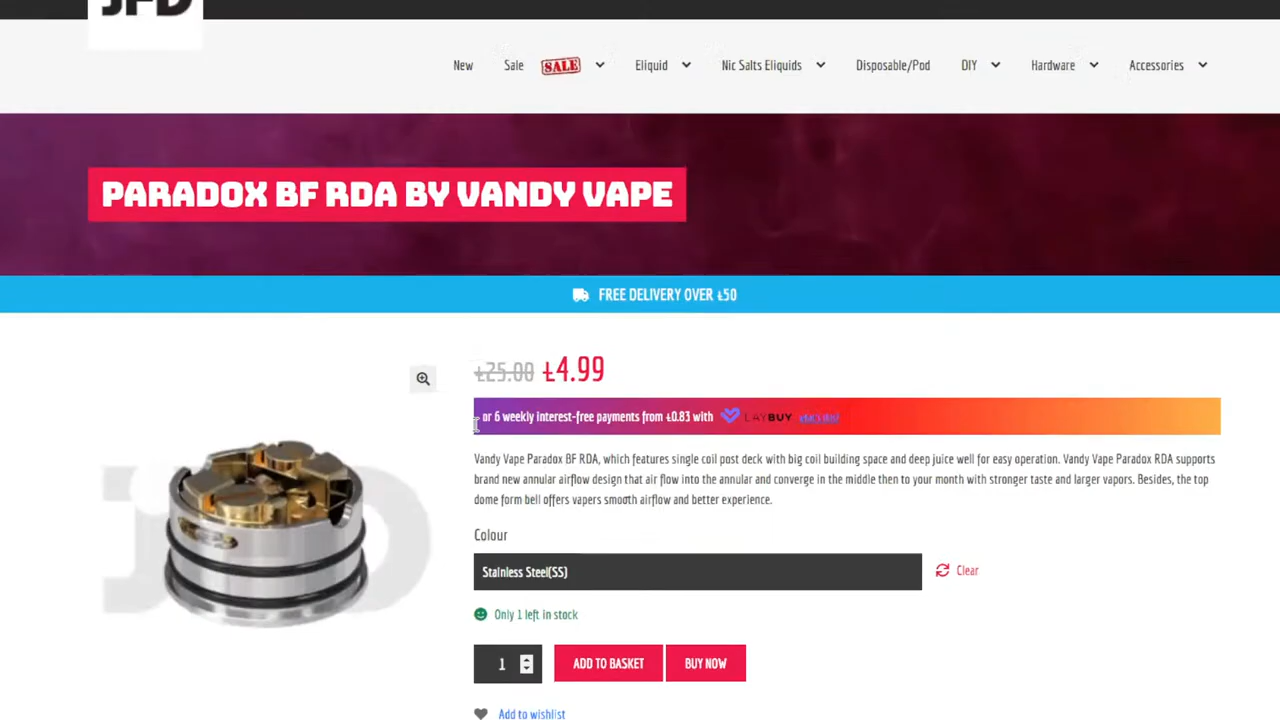 JFD
New Sale SALE Eliquid Nic Salts Eliquids Disposable/Pod DIY Hardware Accessories
PARADOX BF RDA BY VANDY VAPE
FREE DELIVERY OVER £50
£25.00 £4.99
or 6 weekly interest-free payments from £0.83 with LAYBUY
Vandy Vape Paradox BF RDA, which features single coil post deck with big coil building space and deep juice well for easy operation. Vandy Vape Paradox RDA supports
brand new annular airflow design that air flow into the annular and converge in the middle then to your month with stronger taste and larger vapors. Besides, the top
dome form bell offers vapers smooth airflow and better experience.
Colour
Stainless Steel(SS)
Clear
Only 1 left in stock
1
ADD TO BASKET
BUY NOW
Add to wishlist